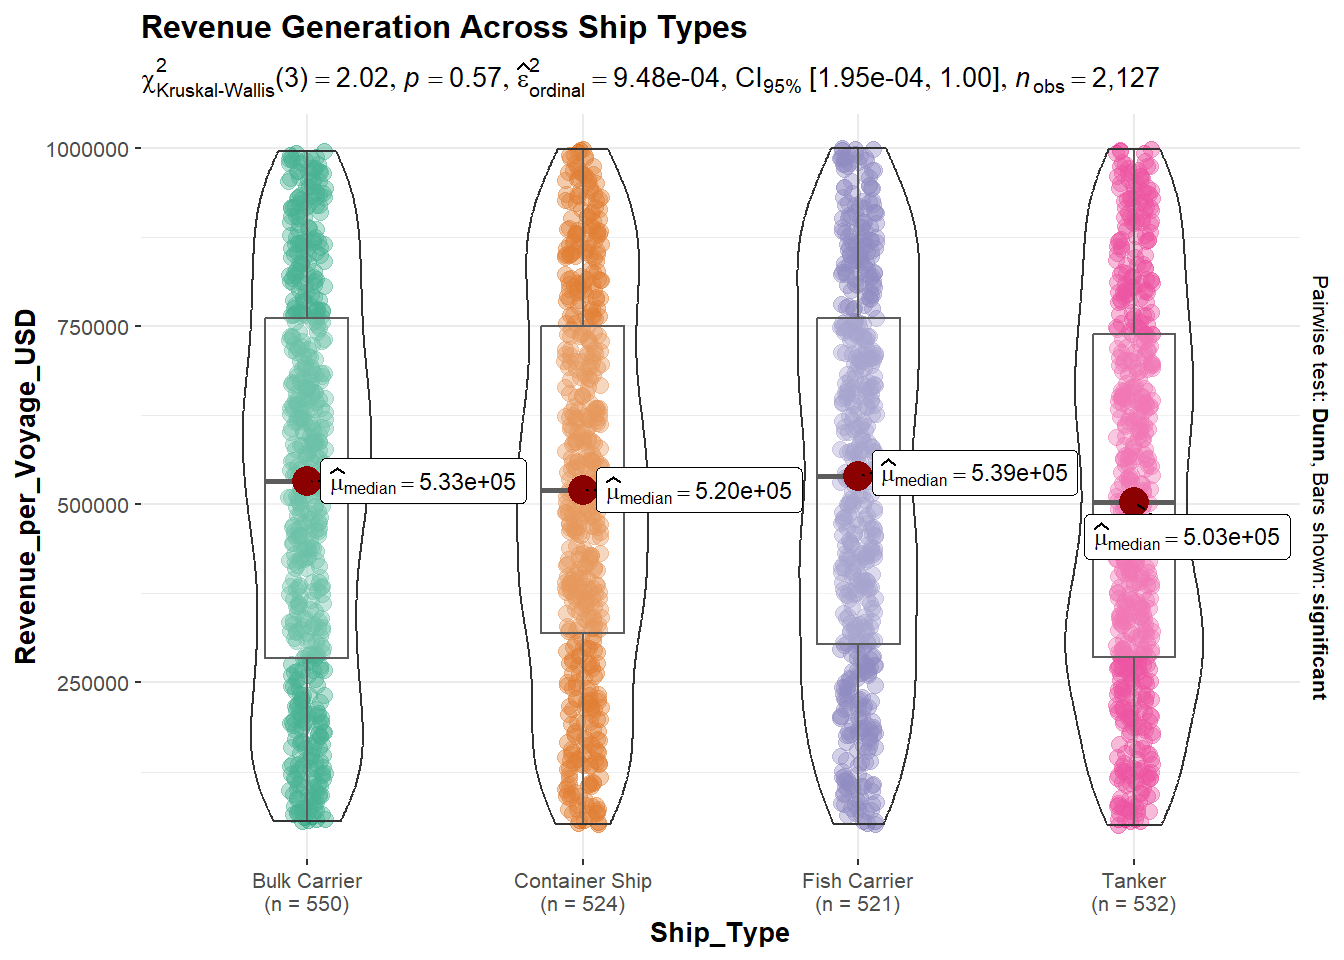 Revenue Generation Across Ship Types
χ²Kruskal-Wallis(3) = 2.02, p = 0.57, ε̂²ordinal = 9.48e-04, CI95% [1.95e-04, 1.00], nobs = 2,127
1000000
750000
500000
250000
Revenue_per_Voyage_USD
μ̂median = 5.33e+05
μ̂median = 5.20e+05
μ̂median = 5.39e+05
μ̂median = 5.03e+05
Pairwise test: Dunn, Bars shown: significant
Bulk Carrier
(n = 550)
Container Ship
(n = 524)
Fish Carrier
(n = 521)
Tanker
(n = 532)
Ship_Type